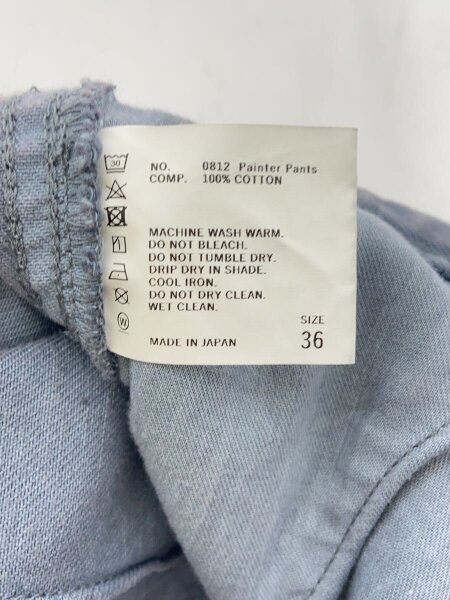 30
NO. 0812 Painter Pants
COMP. 100% COTTON
MACHINE WASH WARM.
DO NOT BLEACH.
DO NOT TUMBLE DRY.
DRIP DRY IN SHADE.
COOL IRON.
DO NOT DRY CLEAN.
WET CLEAN.
W
SIZE
MADE IN JAPAN 36